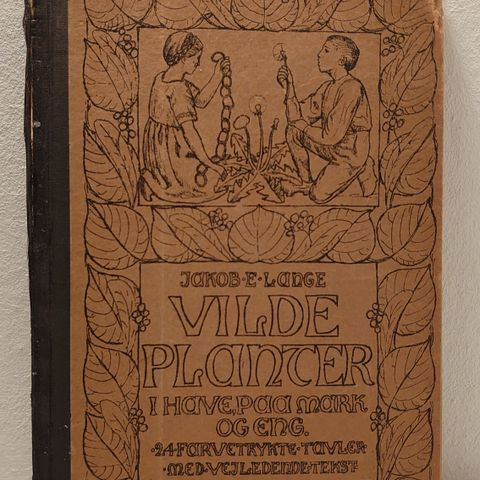 JAKOB·E·LANGE
VILDE
PLANTER
I HAVE, PAA MARK
OG ENG.
·24·FARVETRYKTE·TAVLER·
·MED·VEJLEDENDE·TEKST·